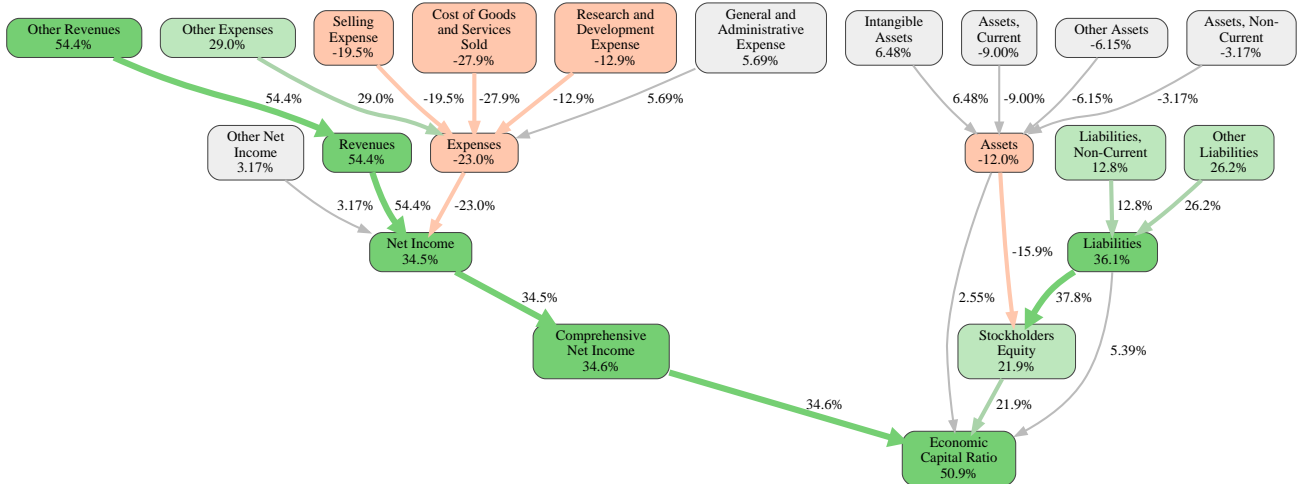 Other Revenues
54.4%
Other Expenses
29.0%
Selling
Expense
-19.5%
Cost of Goods
and Services
Sold
-27.9%
Research and
Development
Expense
-12.9%
General and
Administrative
Expense
5.69%
Intangible
Assets
6.48%
Assets,
Current
-9.00%
Other Assets
-6.15%
Assets, Non-
Current
-3.17%
54.4%
29.0%
-19.5%
-27.9%
-12.9%
5.69%
6.48%
-9.00%
-6.15%
-3.17%
Other Net
Income
3.17%
Revenues
54.4%
Expenses
-23.0%
Assets
-12.0%
Liabilities,
Non-Current
12.8%
Other
Liabilities
26.2%
3.17%
54.4%
-23.0%
12.8%
26.2%
Net Income
34.5%
-15.9%
Liabilities
36.1%
34.5%
2.55%
37.8%
Comprehensive
Net Income
34.6%
Stockholders
Equity
21.9%
5.39%
34.6%
21.9%
Economic
Capital Ratio
50.9%